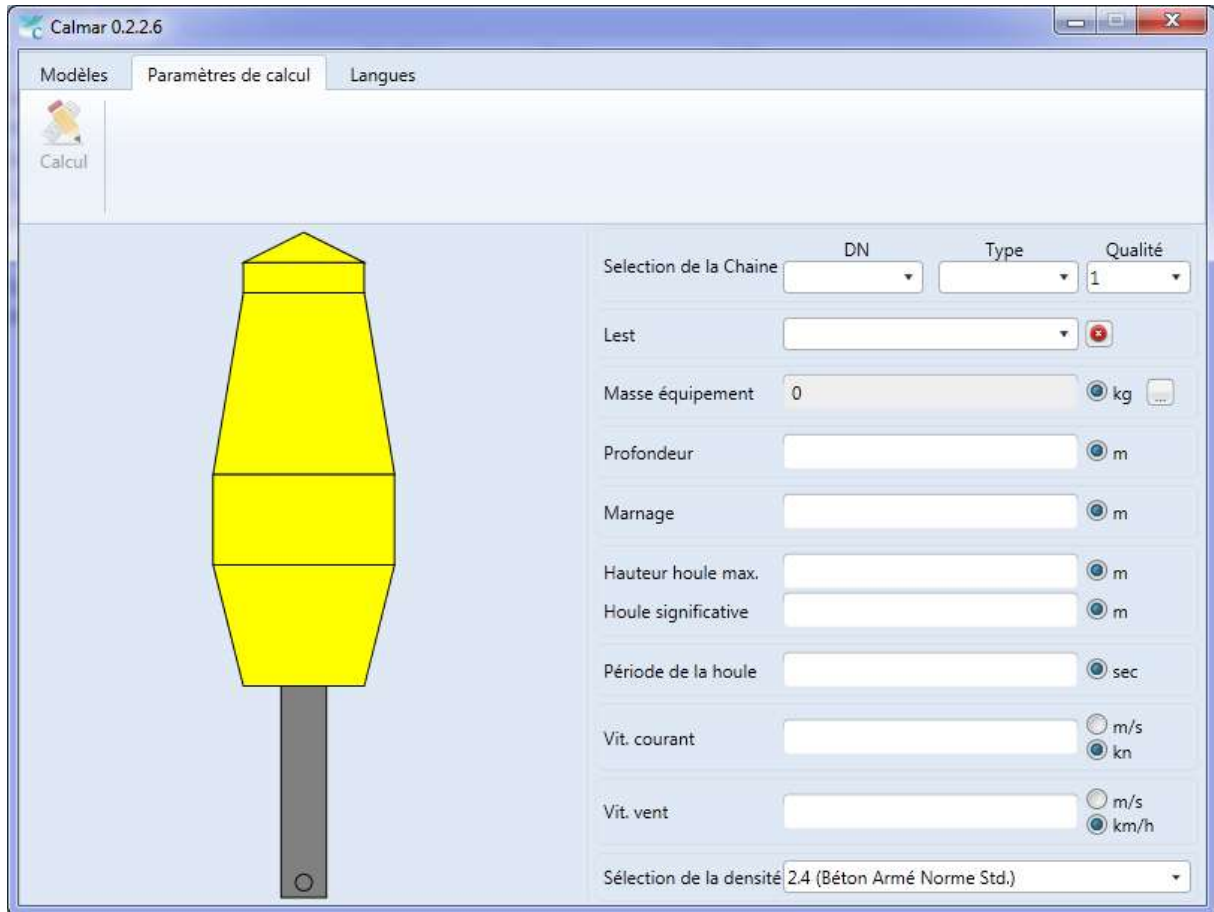 Calmar 0.2.2.6
Modèles Paramètres de calcul Langues
Calcul
DN Type Qualité
Selection de la Chaine 1
Lest
Masse équipement 0 kg ...
Profondeur m
Marnage m
Hauteur houle max. m
Houle significative m
Période de la houle sec
Vit. courant m/s
kn
Vit. vent m/s
km/h
Sélection de la densité 2.4 (Béton Armé Norme Std.)